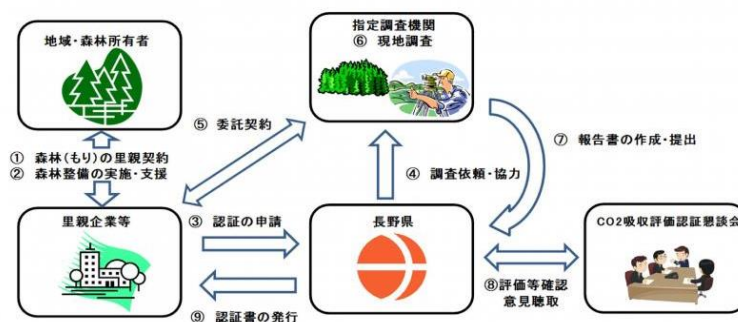 地域・森林所有者
指定調査機関
⑥ 現地調査
⑤ 委託契約
① 森林(もり)の里親契約
② 森林整備の実施・支援
⑦ 報告書の作成・提出
④ 調査依頼・協力
里親企業等
③ 認証の申請
長野県
CO2吸収評価認証懇談会
⑧評価等確認
意見聴取
⑨ 認証書の発行